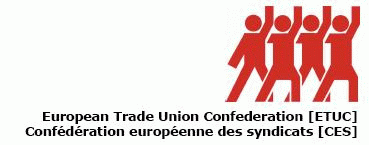 European Trade Union Confederation [ETUC]
Confédération européenne des syndicats [CES]